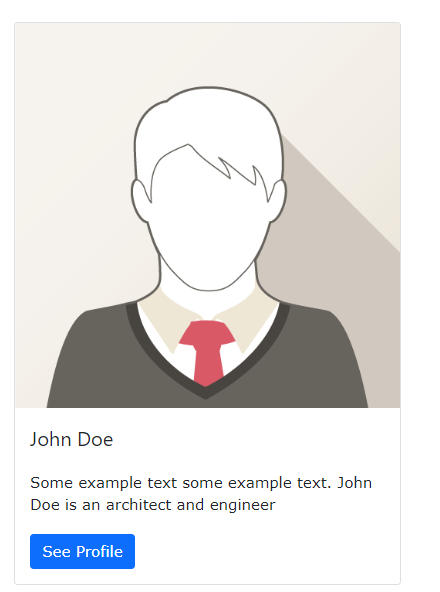 John Doe
Some example text some example text. John
Doe is an architect and engineer
See Profile